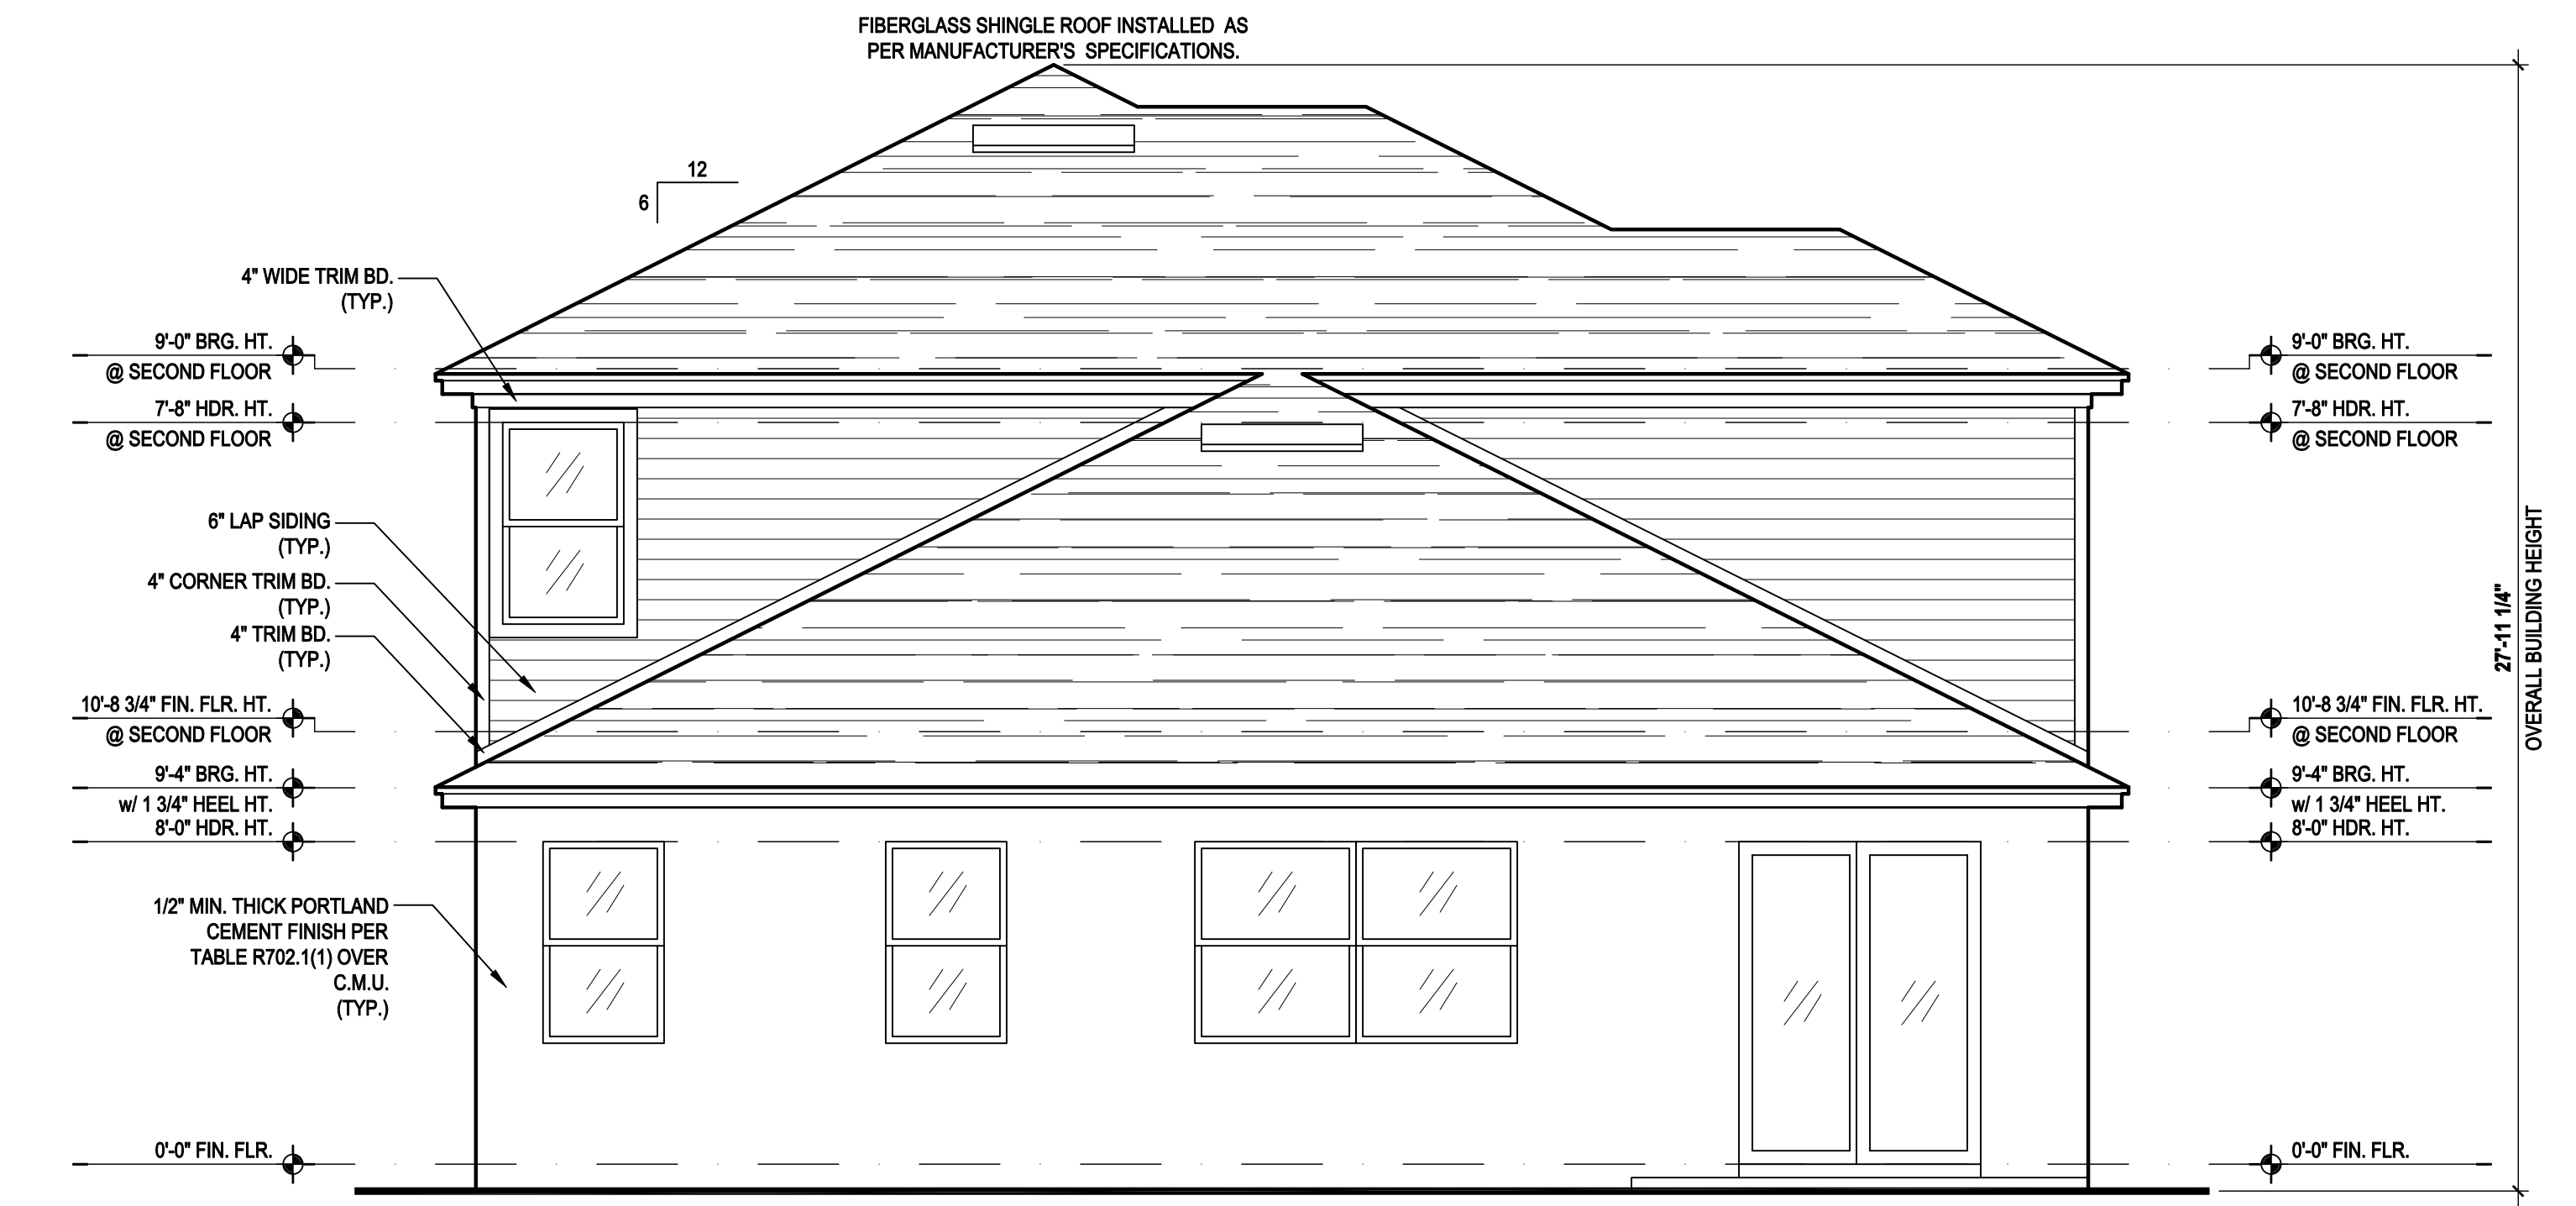 FIBERGLASS SHINGLE ROOF INSTALLED AS
PER MANUFACTURER'S SPECIFICATIONS.
12
6
4" WIDE TRIM BD.
(TYP.)
9'-0" BRG. HT.
@ SECOND FLOOR
7'-8" HDR. HT.
@ SECOND FLOOR
6" LAP SIDING
(TYP.)
4" CORNER TRIM BD.
(TYP.)
4" TRIM BD.
(TYP.)
10'-8 3/4" FIN. FLR. HT.
@ SECOND FLOOR
9'-4" BRG. HT.
w/ 1 3/4" HEEL HT.
8'-0" HDR. HT.
1/2" MIN. THICK PORTLAND
CEMENT FINISH PER
TABLE R702.1(1) OVER
C.M.U.
(TYP.)
0'-0" FIN. FLR.
9'-0" BRG. HT.
@ SECOND FLOOR
7'-8" HDR. HT.
@ SECOND FLOOR
10'-8 3/4" FIN. FLR. HT.
@ SECOND FLOOR
9'-4" BRG. HT.
w/ 1 3/4" HEEL HT.
8'-0" HDR. HT.
0'-0" FIN. FLR.
27'-11 1/4"
OVERALL BUILDING HEIGHT